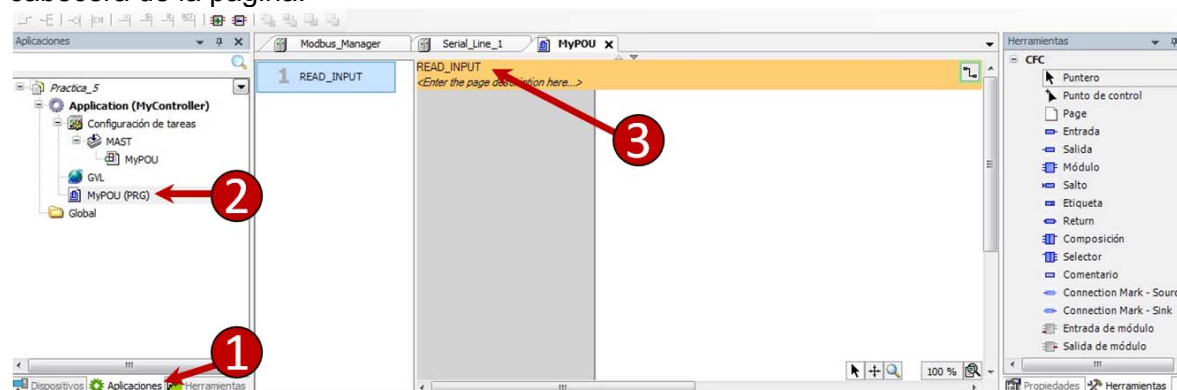 cabecera de la página.
Aplicaciones
Modbus_Manager
Serial_Line_1
MyPOU
Herramientas
Practica_5
Application (MyController)
Configuración de tareas
MAST
MyPOU
GVL
MyPOU (PRG)
Global
1 READ_INPUT
READ_INPUT
<Enter the page description here...>
3
2
1
CFC
Puntero
Punto de control
Page
Entrada
Salida
Módulo
Salto
Etiqueta
Return
Composición
Selector
Comentario
Connection Mark - Sour
Connection Mark - Sink
Entrada de módulo
Salida de módulo
100 %
Dispositivos
Aplicaciones
Herramientas
Propiedades
Herramientas